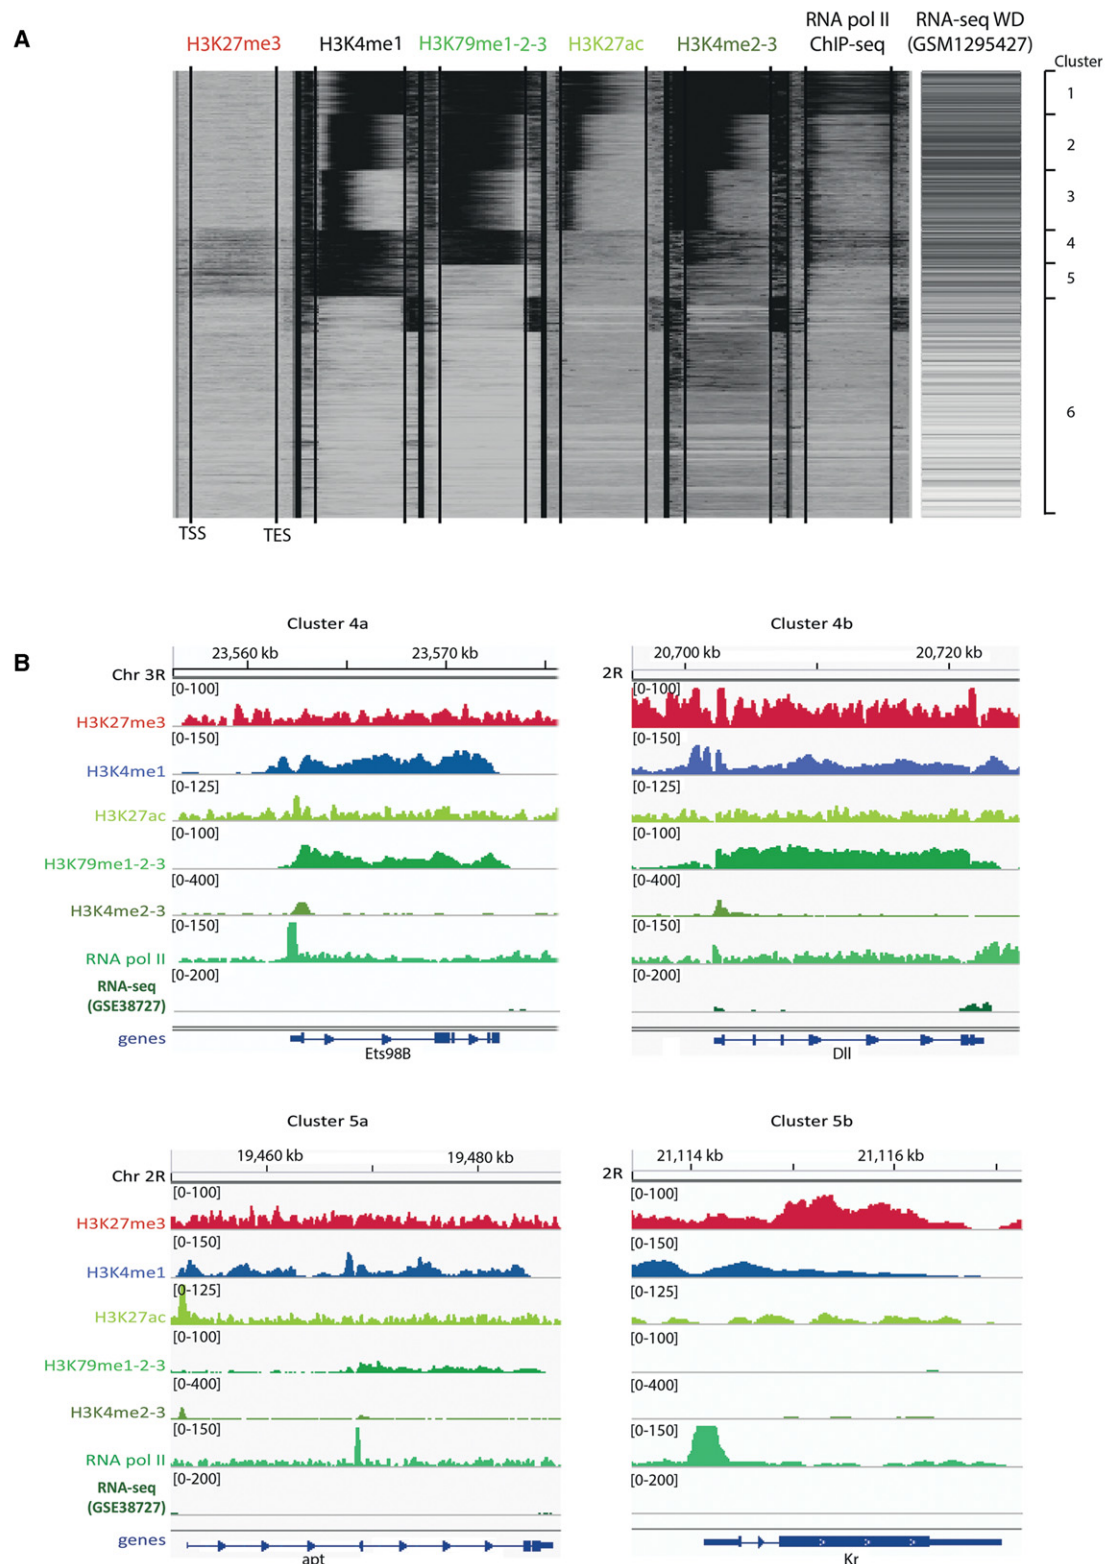 A
H3K27me3 H3K4me1 H3K79me1-2-3 H3K27ac H3K4me2-3 RNA pol II ChIP-seq RNA-seq WD (GSM1295427)
Cluster
1
2
3
4
5
6
TSS TES
B
Cluster 4a
Chr 3R 23,560 kb 23,570 kb
H3K27me3 [0-100]
H3K4me1 [0-150]
H3K27ac [0-125]
H3K79me1-2-3 [0-100]
H3K4me2-3 [0-400]
RNA pol II [0-150]
RNA-seq (GSE38727) [0-200]
genes Ets98B
Cluster 4b
2R 20,700 kb 20,720 kb
[0-100]
[0-150]
[0-125]
[0-100]
[0-400]
[0-150]
[0-200]
Dll
Cluster 5a
Chr 2R 19,460 kb 19,480 kb
H3K27me3 [0-100]
H3K4me1 [0-150]
H3K27ac [0-125]
H3K79me1-2-3 [0-100]
H3K4me2-3 [0-400]
RNA pol II [0-150]
RNA-seq (GSE38727) [0-200]
genes apt
Cluster 5b
2R 21,114 kb 21,116 kb
[0-100]
[0-150]
[0-125]
[0-100]
[0-400]
[0-150]
[0-200]
Kr